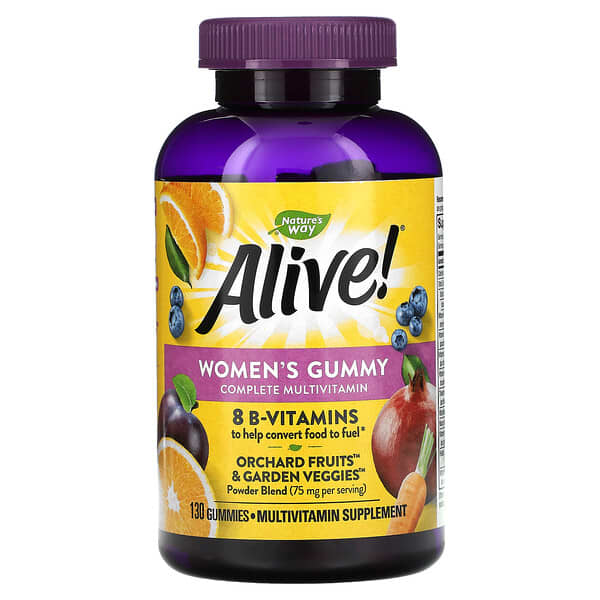 Nature's
Way®
Alive!®
WOMEN'S GUMMY
COMPLETE MULTIVITAMIN
8 B-VITAMINS
to help convert food to fuel*
ORCHARD FRUITS™
& GARDEN VEGGIES™
Powder Blend (75 mg per serving)
130 GUMMIES • MULTIVITAMIN SUPPLEMENT